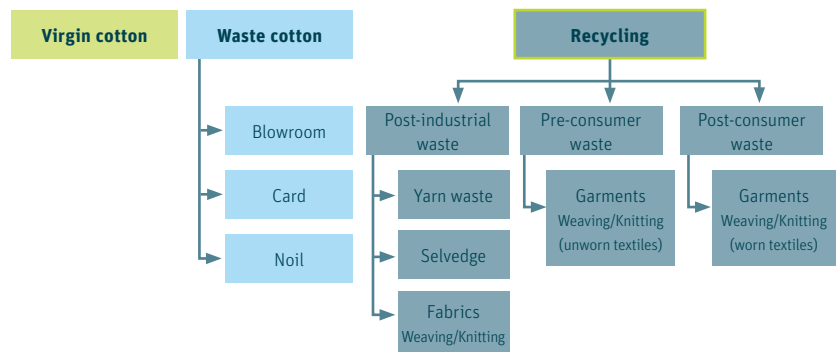 Virgin cotton
Waste cotton
Recycling
Blowroom
Card
Noil
Post-industrial
waste
Yarn waste
Selvedge
Fabrics
Weaving/Knitting
Pre-consumer
waste
Garments
Weaving/Knitting
(unworn textiles)
Post-consumer
waste
Garments
Weaving/Knitting
(worn textiles)